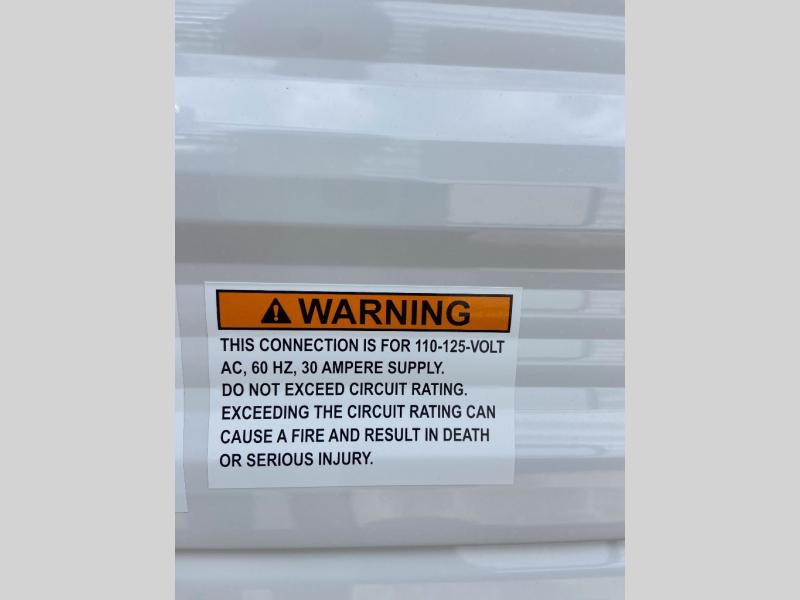 WARNING
THIS CONNECTION IS FOR 110-125-VOLT
AC, 60 HZ, 30 AMPERE SUPPLY.
DO NOT EXCEED CIRCUIT RATING.
EXCEEDING THE CIRCUIT RATING CAN
CAUSE A FIRE AND RESULT IN DEATH
OR SERIOUS INJURY.